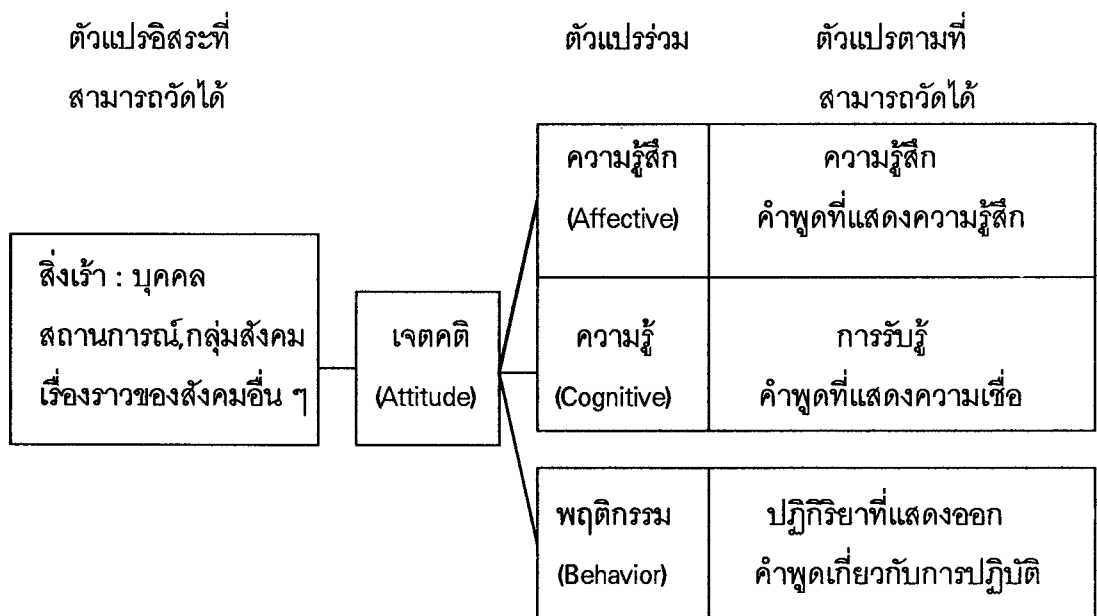 ตัวแปรอิสระที่
สามารถวัดได้
ตัวแปรร่วม
ตัวแปรตามที่
สามารถวัดได้
สิ่งเร้า : บุคคล
สถานการณ์,กลุ่มสังคม
เรื่องราวของสังคมอื่น ๆ
เจตคติ
(Attitude)
ความรู้สึก
(Affective)
ความรู้สึก
คำพูดที่แสดงความรู้สึก
ความรู้
(Cognitive)
การรับรู้
คำพูดที่แสดงความเชื่อ
พฤติกรรม
(Behavior)
ปฏิกิริยาที่แสดงออก
คำพูดเกี่ยวกับการปฏิบัติ